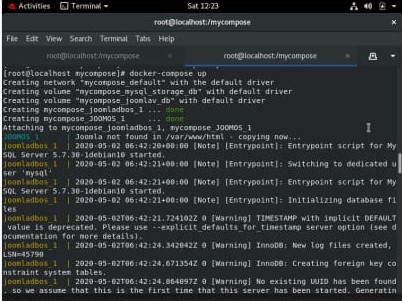 Activities Terminal Sat 12:23
root@localhost:/mycompose
File Edit View Search Terminal Tabs Help
root@localhost:/mycompose × root@localhost:/mycompose ×
[root@localhost mycompose]# docker-compose up
Creating network "mycompose_default" with the default driver
Creating volume "mycompose_mysql_storage_db" with default driver
Creating volume "mycompose_joomlav_db" with default driver
Creating mycompose_joomladbos_1 ... done
Creating mycompose_JOOMOS_1 ... done
Attaching to mycompose_joomladbos_1, mycompose_JOOMOS_1
JOOMOS_1 | Joomla not found in /var/www/html - copying now...
joomladbos_1 | 2020-05-02 06:42:20+00:00 [Note] [Entrypoint]: Entrypoint script for My
SQL Server 5.7.30-1debian10 started.
joomladbos_1 | 2020-05-02 06:42:21+00:00 [Note] [Entrypoint]: Switching to dedicated u
ser 'mysql'
joomladbos_1 | 2020-05-02 06:42:21+00:00 [Note] [Entrypoint]: Entrypoint script for My
SQL Server 5.7.30-1debian10 started.
joomladbos_1 | 2020-05-02 06:42:21+00:00 [Note] [Entrypoint]: Initializing database fi
les
joomladbos_1 | 2020-05-02T06:42:21.724102Z 0 [Warning] TIMESTAMP with implicit DEFAULT
value is deprecated. Please use --explicit_defaults_for_timestamp server option (see d
ocumentation for more details).
joomladbos_1 | 2020-05-02T06:42:24.342042Z 0 [Warning] InnoDB: New log files created,
LSN=45790
joomladbos_1 | 2020-05-02T06:42:24.671354Z 0 [Warning] InnoDB: Creating foreign key co
nstraint system tables.
joomladbos_1 | 2020-05-02T06:42:24.864097Z 0 [Warning] No existing UUID has been found
, so we assume that this is the first time that this server has been started. Generatin